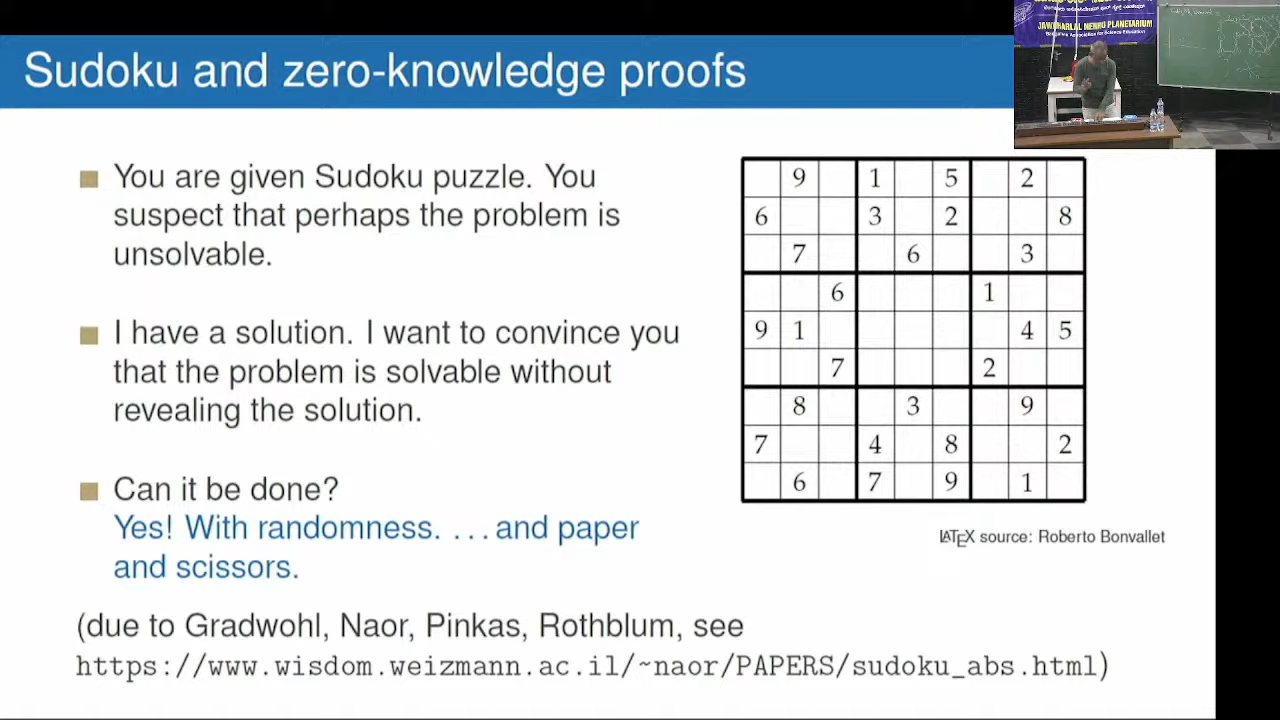 Sudoku and zero-knowledge proofs
You are given Sudoku puzzle. You
suspect that perhaps the problem is
unsolvable.
I have a solution. I want to convince you
that the problem is solvable without
revealing the solution.
Can it be done?
Yes! With randomness. ...and paper
and scissors.
(due to Gradwohl, Naor, Pinkas, Rothblum, see
https://www.wisdom.weizmann.ac.il/~naor/PAPERS/sudoku_abs.html)
9 1 5 2
6 3 2 8
7 6 3
6 1
9 1 4 5
7 2
8 3 9
7 4 8 2
6 7 9 1
LATEX source: Roberto Bonvallet
JAWAHARLAL NEHRU PLANETARIUM
Bangalore Association for Science Education